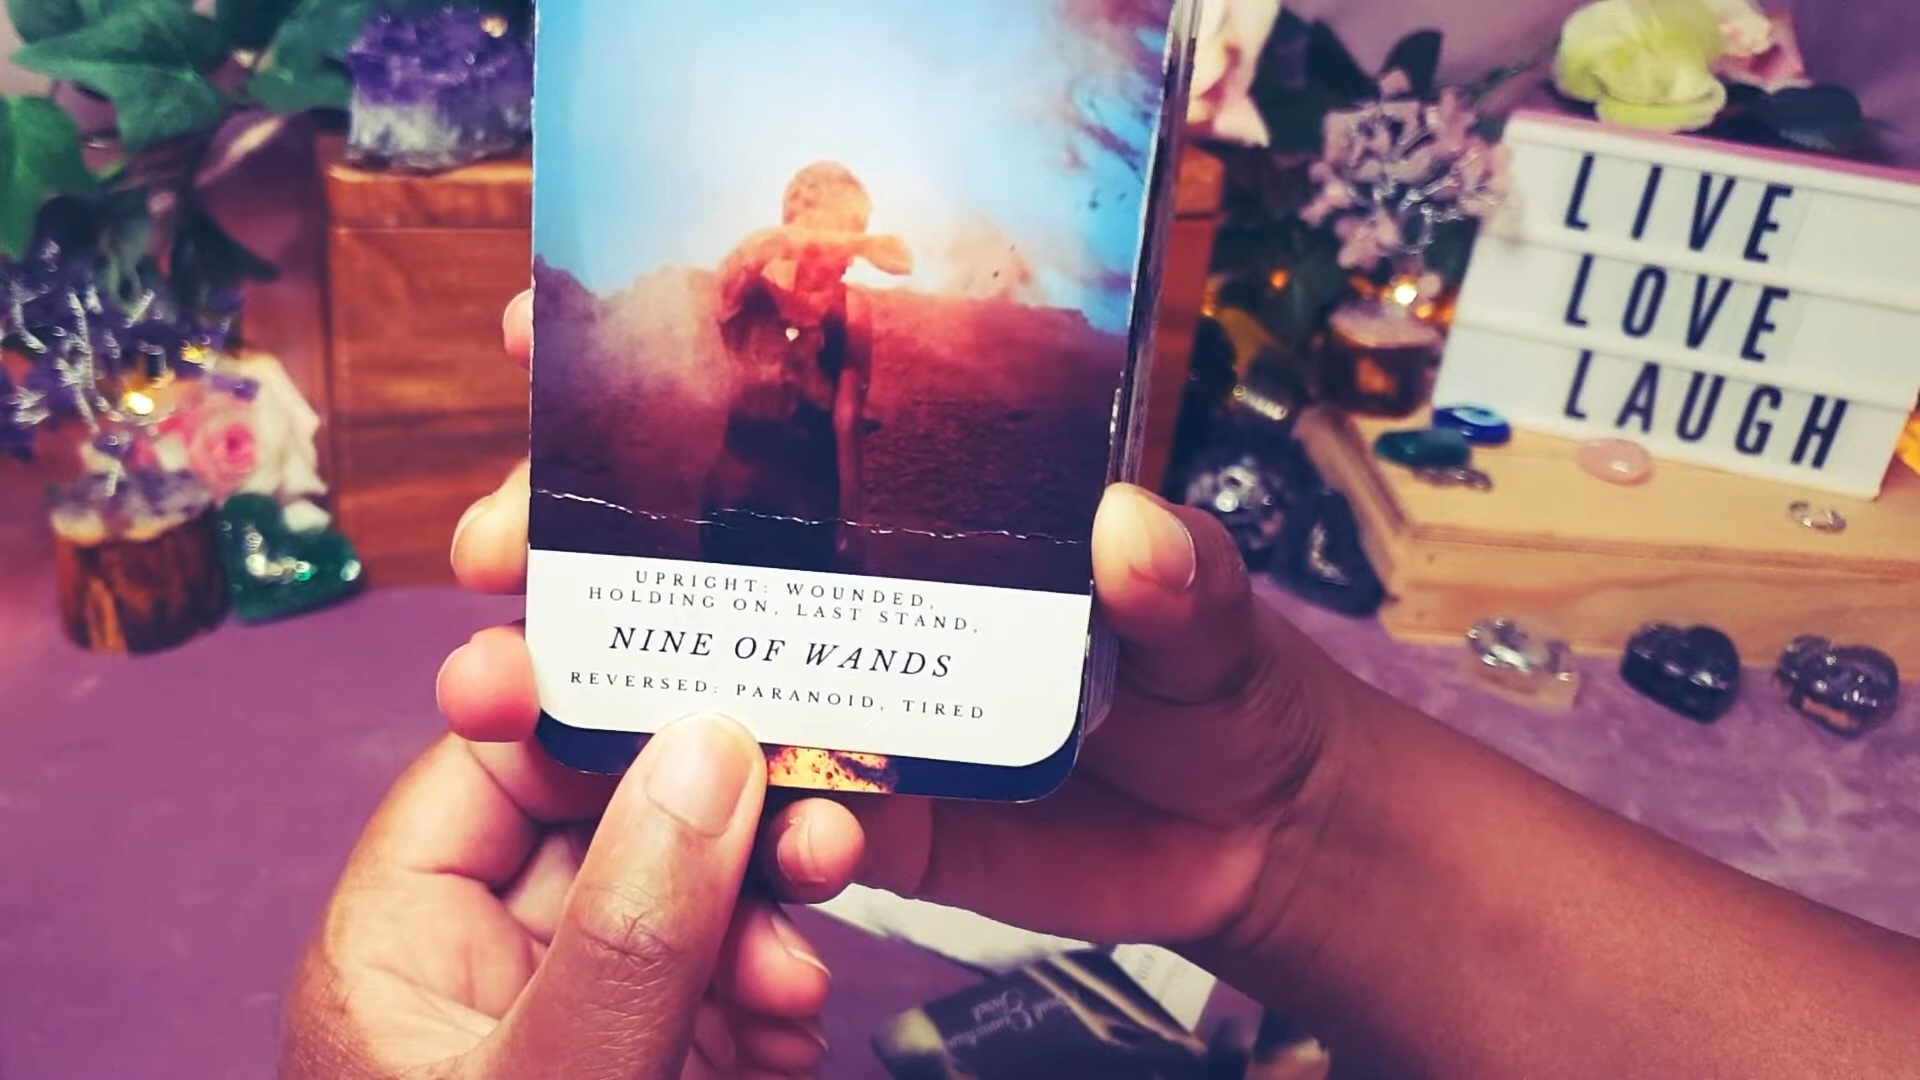 UPRIGHT: WOUNDED,
HOLDING ON, LAST STAND,
NINE OF WANDS
REVERSED: PARANOID, TIRED
LIVE
LOVE
LAUGH